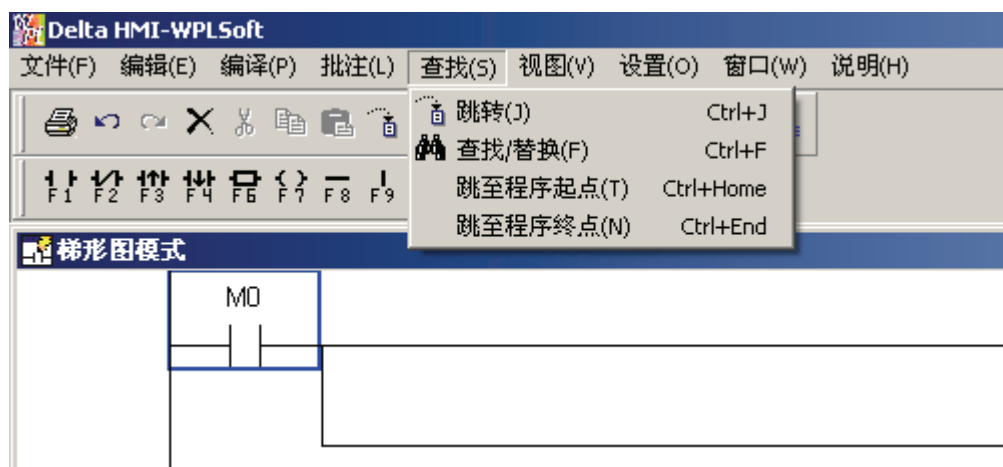 Delta HMI-WPLSoft
文件(F) 编辑(E) 编译(P) 批注(L) 查找(S) 视图(V) 设置(O) 窗口(W) 说明(H)
跳转(J) Ctrl+J
查找/替换(F) Ctrl+F
跳至程序起点(T) Ctrl+Home
跳至程序终点(N) Ctrl+End
F1 F2 F3 F4 F6 F7 F8 F9
梯形图模式
M0